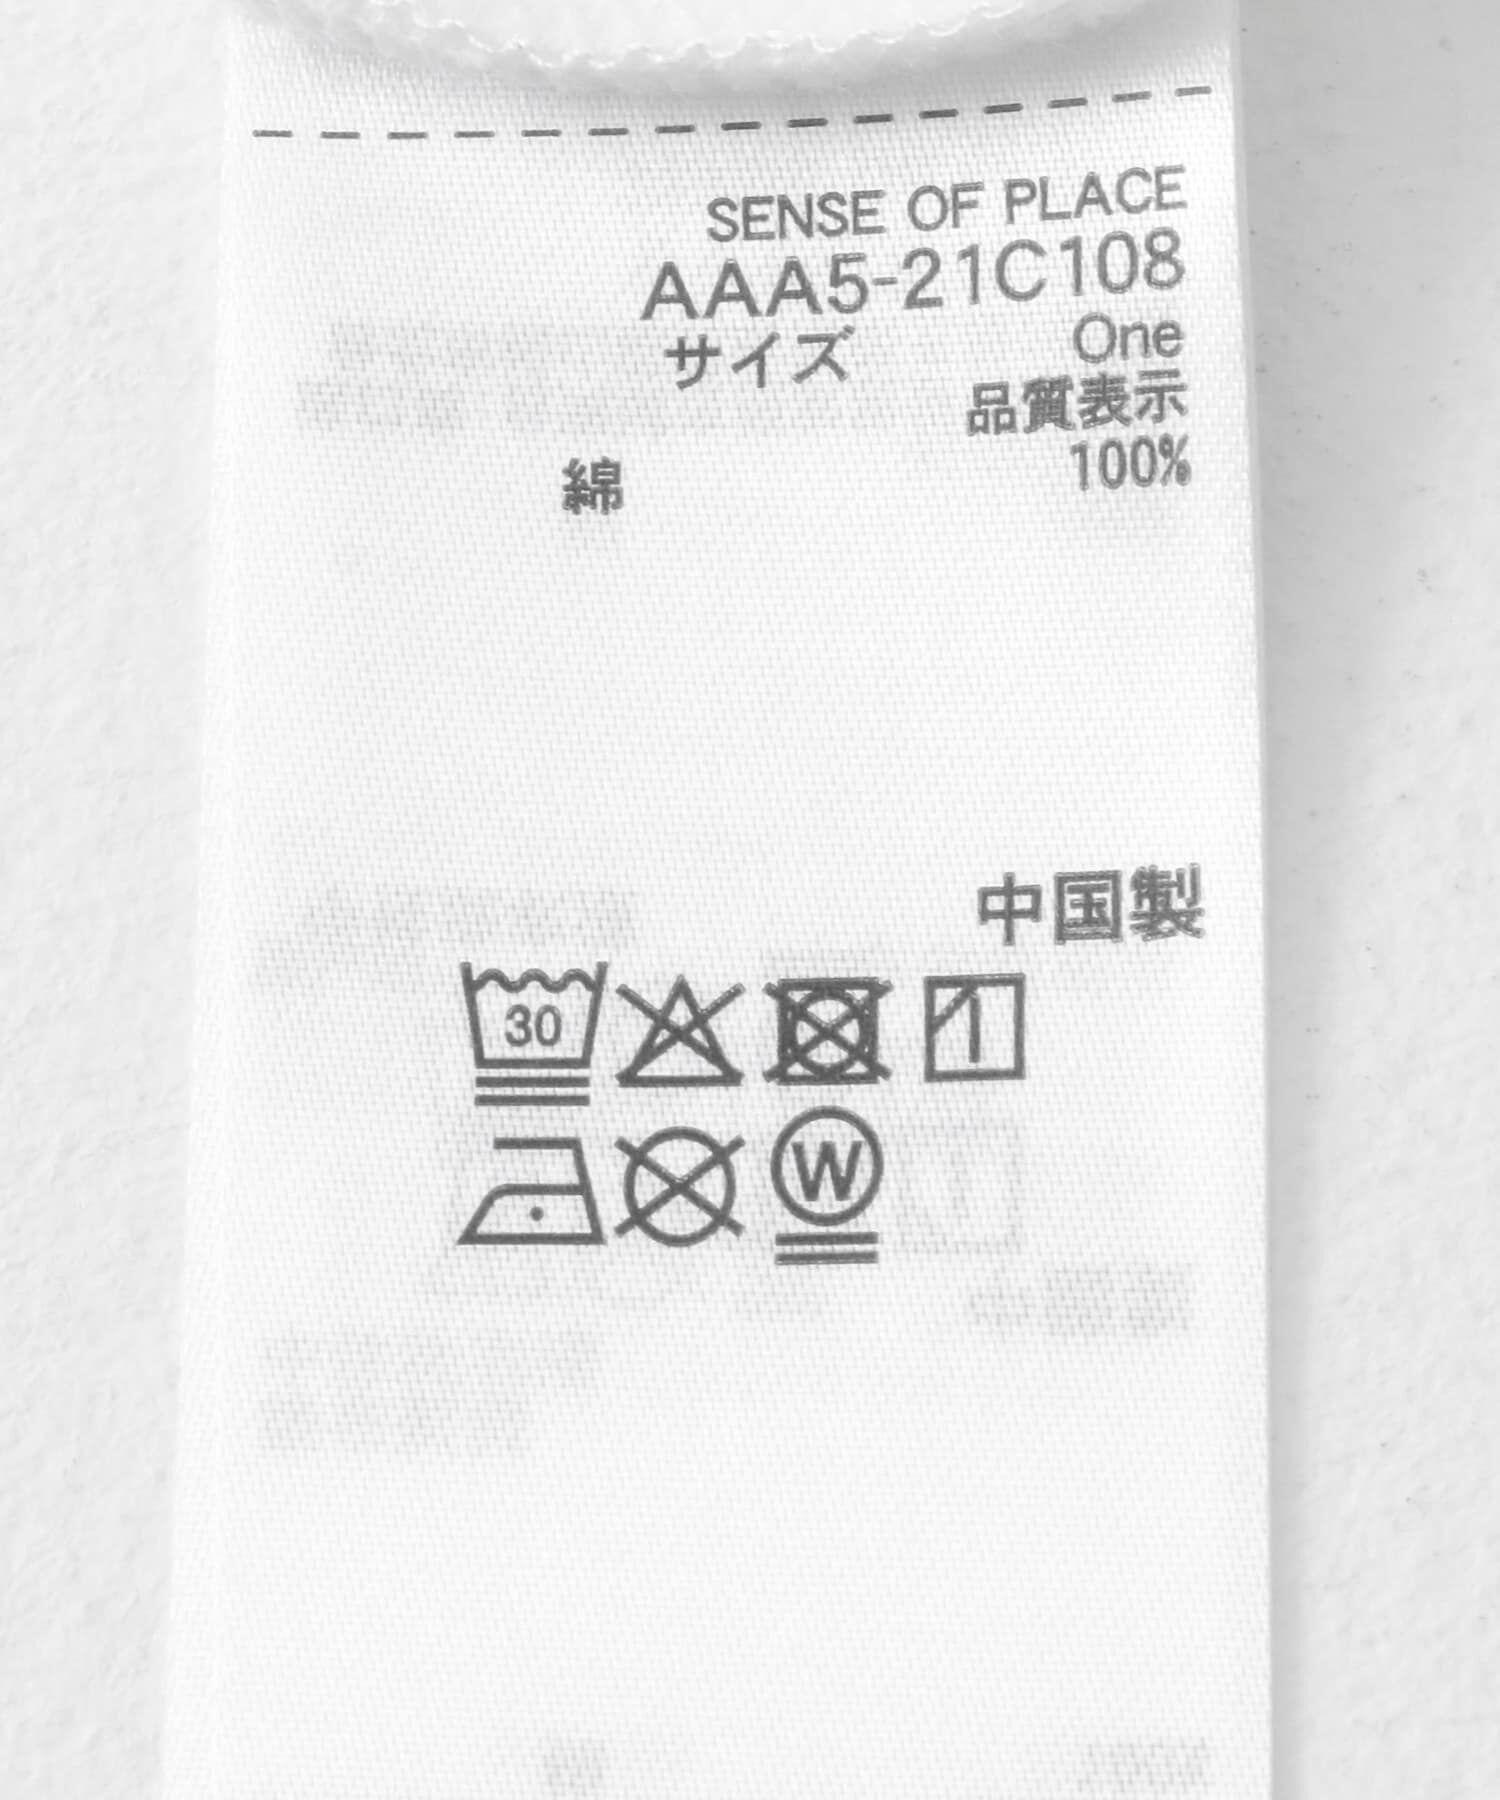 SENSE OF PLACE
AAA5-21C108
サイズ One
品質表示
綿 100%
中国製
30
W